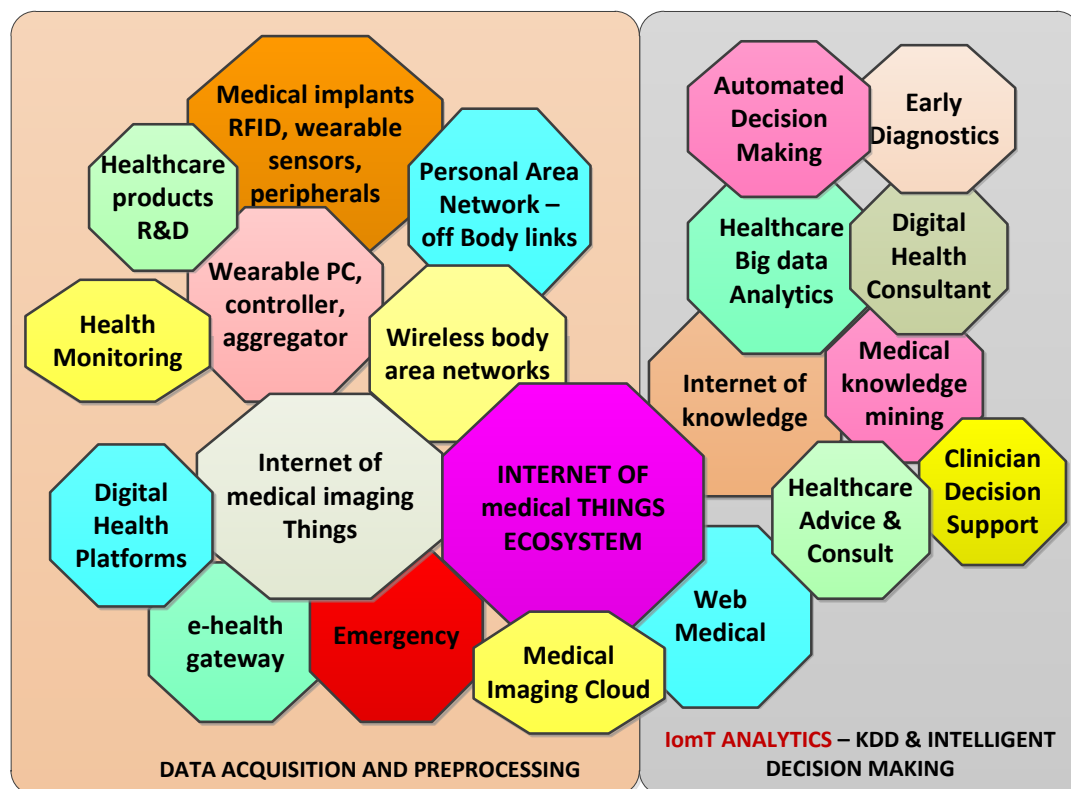 Medical implants
RFID, wearable
sensors,
peripherals
Healthcare
products
R&D
Personal Area
Network –
off Body links
Wearable PC,
controller,
aggregator
Health
Monitoring
Wireless body
area networks
Internet of
medical imaging
Things
Digital
Health
Platforms
e-health
gateway
Emergency
INTERNET OF
medical THINGS
ECOSYSTEM
Medical
Imaging Cloud
DATA ACQUISITION AND PREPROCESSING
Automated
Decision
Making
Early
Diagnostics
Healthcare
Big data
Analytics
Digital
Health
Consultant
Internet of
knowledge
Medical
knowledge
mining
Clinician
Decision
Support
Healthcare
Advice &
Consult
Web
Medical
IomT ANALYTICS – KDD & INTELLIGENT
DECISION MAKING